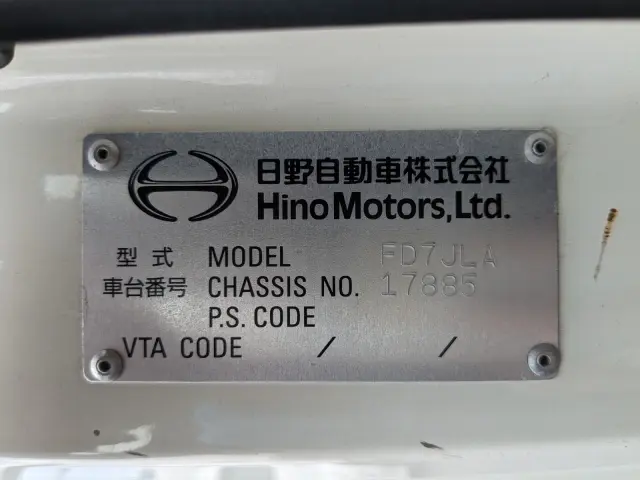 日野自動車株式会社
Hino Motors, Ltd.
型式 MODEL FD7JLA
車台番号 CHASSIS NO. 17885
P.S. CODE
VTA CODE / /